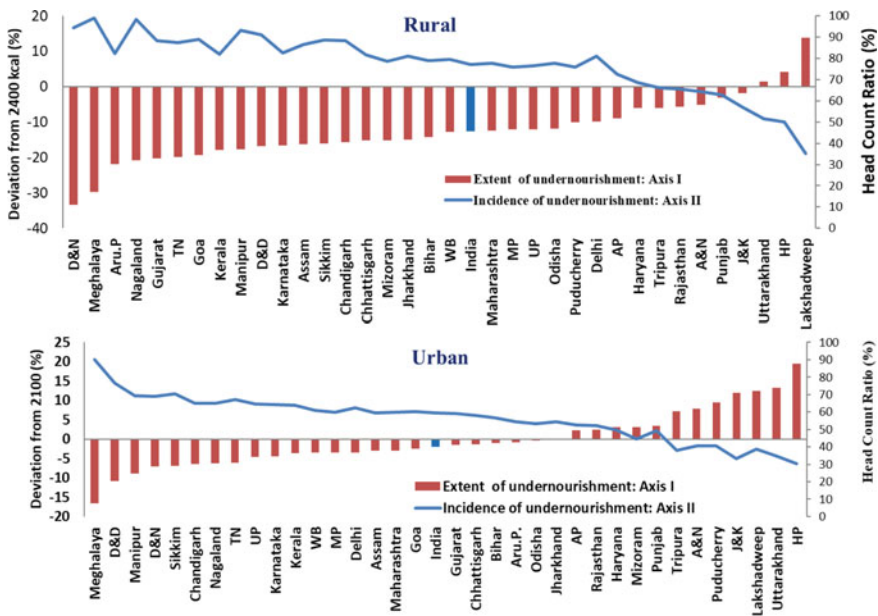 Rural
20
10
0
-10
-20
-30
-40
Deviation from 2400 kcal (%)
100
90
80
70
60
50
40
30
20
10
0
Head Count Ratio (%)
Extent of undernourishment: Axis I
Incidence of undernourishment: Axis II
D&N
Meghalaya
Aru.P
Nagaland
Gujarat
TN
Goa
Kerala
Manipur
D&D
Karnataka
Assam
Sikkim
Chandigarh
Chhattisgarh
Mizoram
Jharkhand
Bihar
WB
India
Maharashtra
MP
UP
Odisha
Puducherry
Delhi
AP
Haryana
Tripura
Rajasthan
A&N
Punjab
J&K
Uttarakhand
HP
Lakshadweep
Urban
25
20
15
10
5
0
-5
-10
-15
-20
Deviation from 2100 (%)
100
90
80
70
60
50
40
30
20
10
0
Head Count Ratio (%)
Extent of undernourishment: Axis I
Incidence of undernourishment: Axis II
Meghalaya
D&D
Manipur
D&N
Sikkim
Chandigarh
Nagaland
TN
UP
Karnataka
Kerala
WB
MP
Delhi
Assam
Maharashtra
Goa
India
Gujarat
Chhattisgarh
Bihar
Aru.P.
Odisha
Jharkhand
AP
Rajasthan
Haryana
Mizoram
Punjab
Tripura
A&N
Puducherry
J&K
Lakshadweep
Uttarakhand
HP